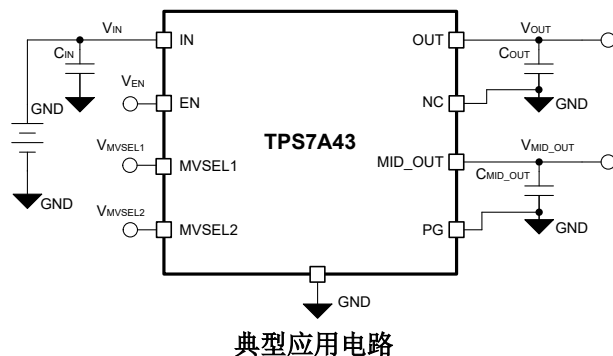 VIN
IN
OUT
VOUT
CIN
COUT
GND
VEN
EN
NC
GND
TPS7A43
VMID_OUT
VMVSEL1
MVSEL1
MID_OUT
CMID_OUT
GND
VMVSEL2
MVSEL2
PG
GND
GND
典型应用电路